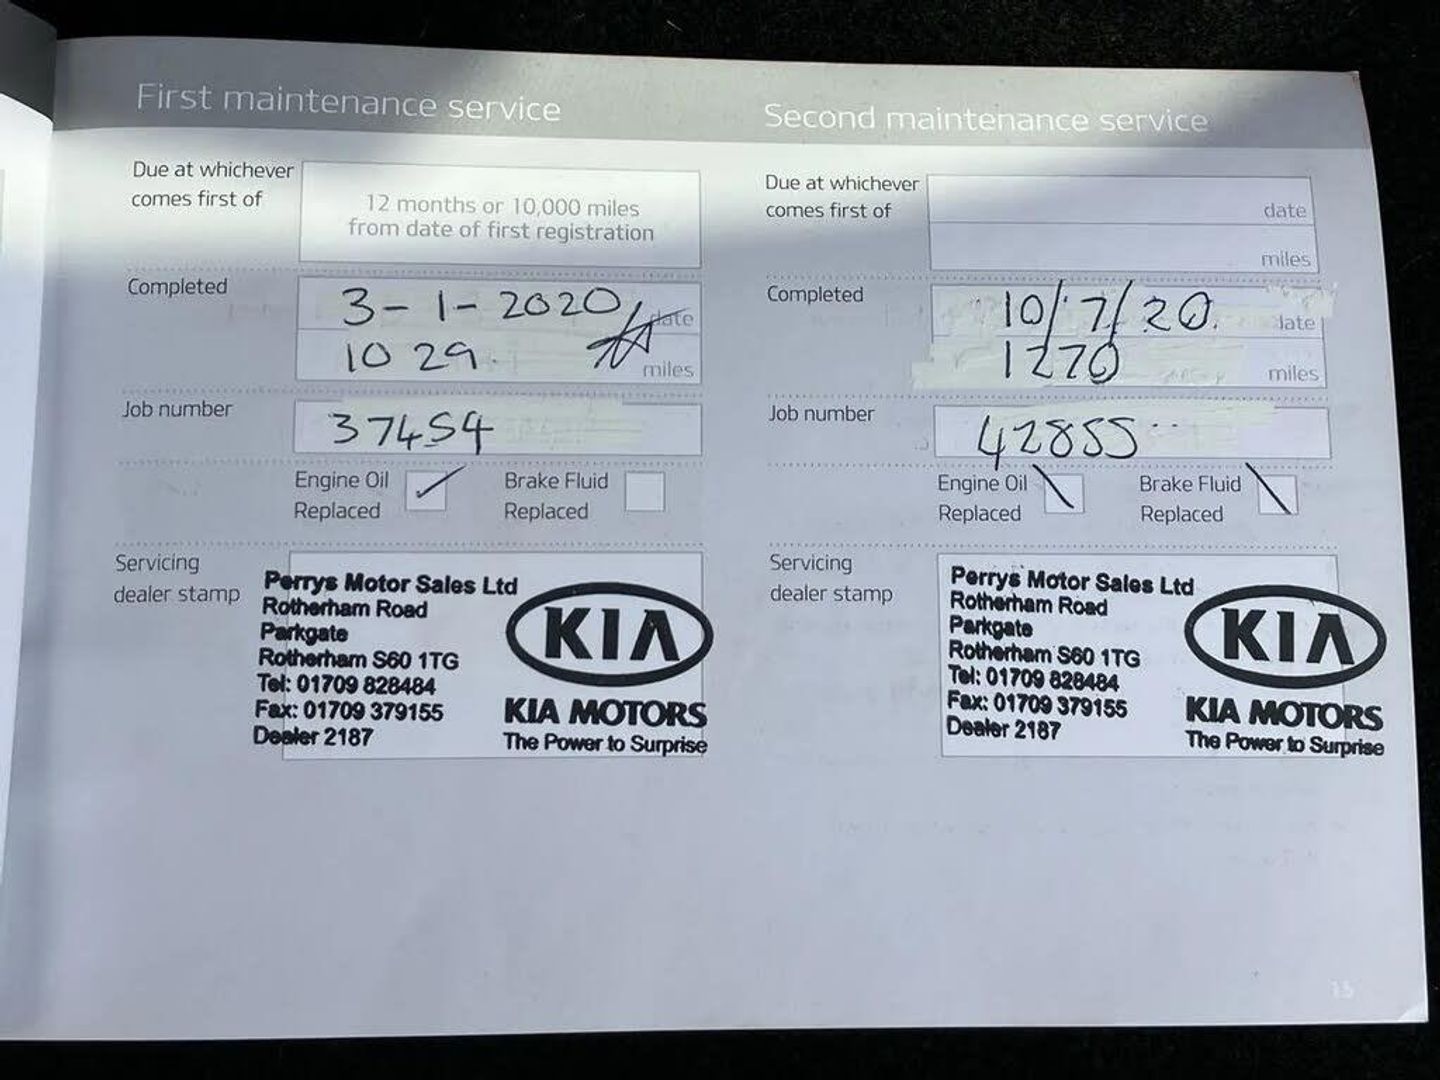 First maintenance service
Due at whichever
comes first of
12 months or 10,000 miles
from date of first registration
Completed
3-1-2020 date
1029. miles
Job number
37454
Engine Oil
Replaced
Brake Fluid
Replaced
Servicing
dealer stamp
Perrys Motor Sales Ltd
Rotherham Road
Parkgate
Rotherham S60 1TG
Tel: 01709 828484
Fax: 01709 379155
Dealer 2187
KIA
KIA MOTORS
The Power to Surprise
Second maintenance service
Due at whichever
comes first of
date
miles
Completed
10/7/20. date
1270 miles
Job number
42855
Engine Oil
Replaced
Brake Fluid
Replaced
Servicing
dealer stamp
Perrys Motor Sales Ltd
Rotherham Road
Parkgate
Rotherham S60 1TG
Tel: 01709 828484
Fax: 01709 379155
Dealer 2187
KIA
KIA MOTORS
The Power to Surprise
13